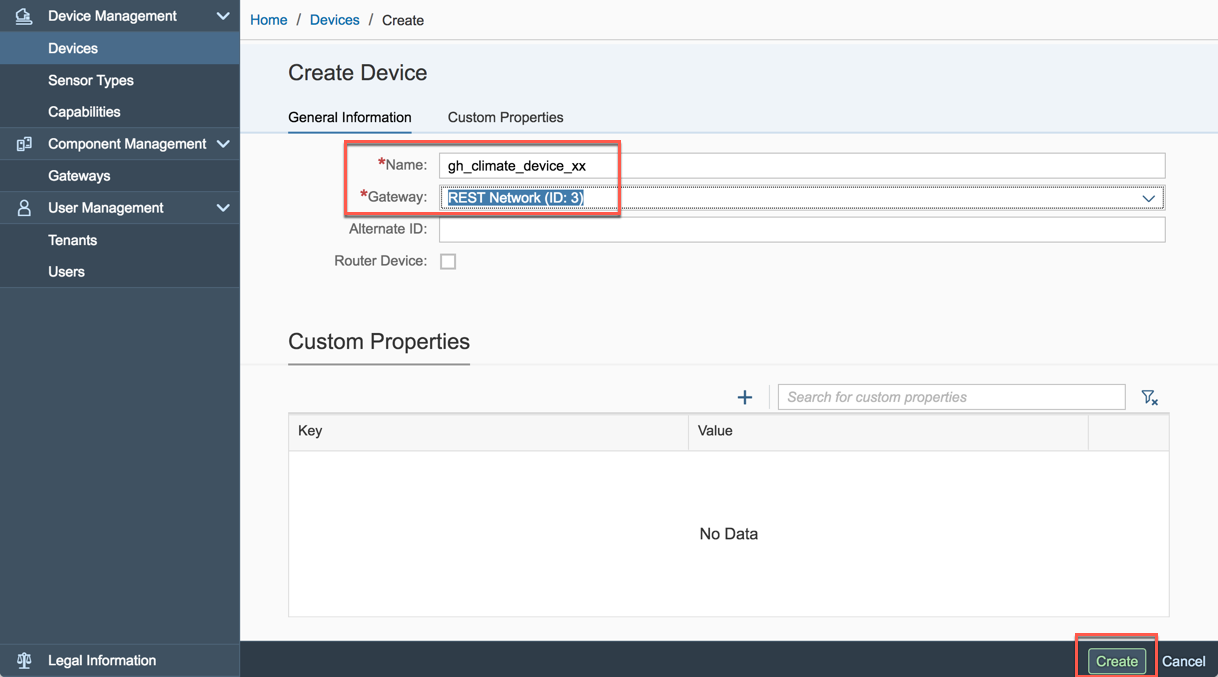 Device Management
Devices
Sensor Types
Capabilities
Component Management
Gateways
User Management
Tenants
Users
Legal Information
Home / Devices / Create
Create Device
General Information Custom Properties
*Name: gh_climate_device_xx
*Gateway: REST Network (ID: 3)
Alternate ID:
Router Device:
Custom Properties
Search for custom properties
Key Value
No Data
Create Cancel